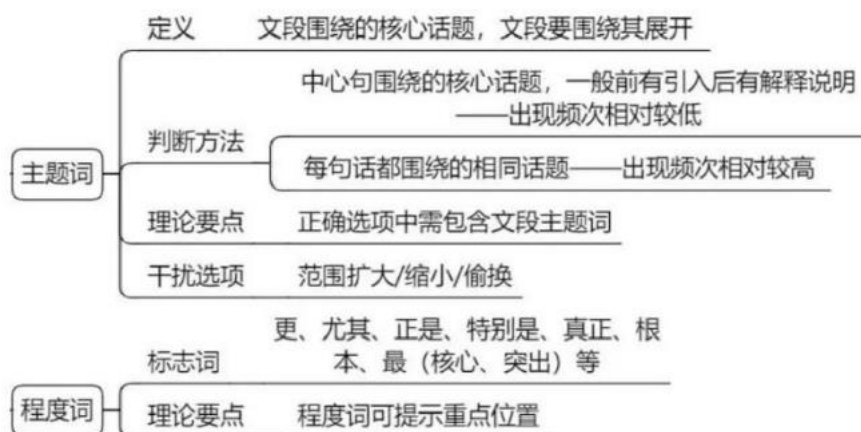 主题词
定义
文段围绕的核心话题，文段要围绕其展开
判断方法
中心句围绕的核心话题，一般前有引入后有解释说明
——出现频次相对较低
每句话都围绕的相同话题——出现频次相对较高
理论要点
正确选项中需包含文段主题词
干扰选项
范围扩大/缩小/偷换
程度词
标志词
更、尤其、正是、特别是、真正、根
本、最（核心、突出）等
理论要点
程度词可提示重点位置